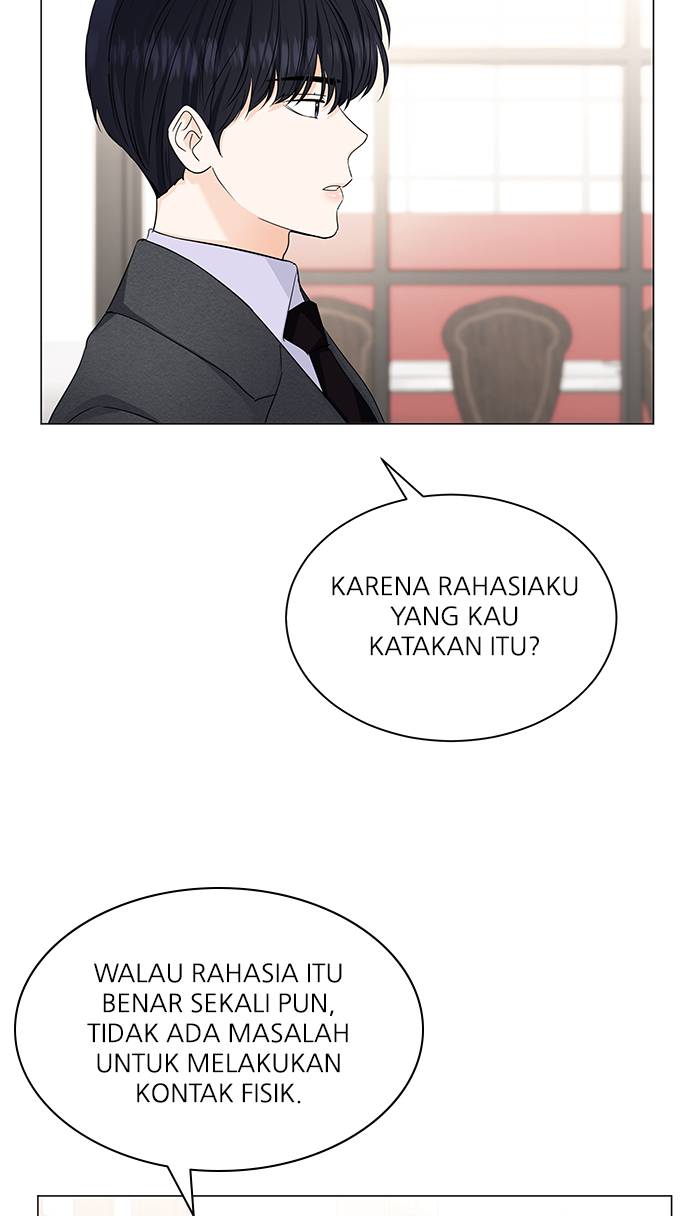 KARENA RAHASIAKU
YANG KAU
KATAKAN ITU?
WALAU RAHASIA ITU
BENAR SEKALI PUN,
TIDAK ADA MASALAH
UNTUK MELAKUKAN
KONTAK FISIK.